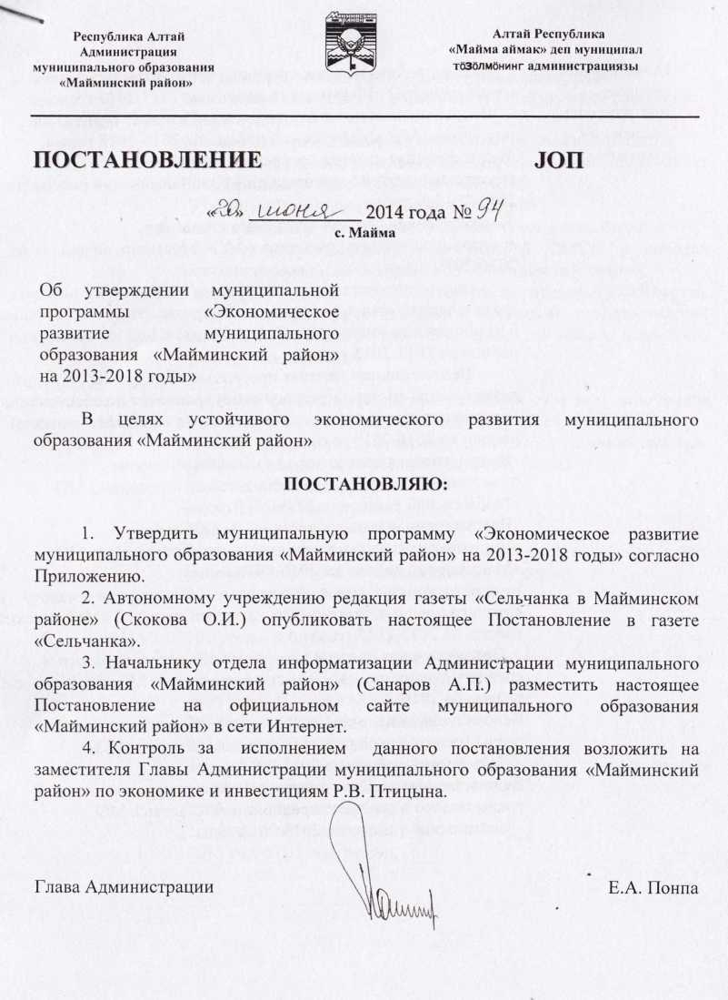 Республика Алтай
Администрация
муниципального образования
«Майминский район»
Майминский
район
Алтай Республика
«Майма аймак» деп муниципал
тӧзӧлмӧнинг администрациязы
ПОСТАНОВЛЕНИЕ JОП
«20» июня 2014 года № 94
с. Майма
Об утверждении муниципальной
программы «Экономическое
развитие муниципального
образования «Майминский район»
на 2013-2018 годы»
В целях устойчивого экономического развития муниципального
образования «Майминский район»
ПОСТАНОВЛЯЮ:
1. Утвердить муниципальную программу «Экономическое развитие
муниципального образования «Майминский район» на 2013-2018 годы» согласно
Приложению.
2. Автономному учреждению редакция газеты «Сельчанка в Майминском
районе» (Скокова О.И.) опубликовать настоящее Постановление в газете
«Сельчанка».
3. Начальнику отдела информатизации Администрации муниципального
образования «Майминский район» (Санаров А.П.) разместить настоящее
Постановление на официальном сайте муниципального образования
«Майминский район» в сети Интернет.
4. Контроль за исполнением данного постановления возложить на
заместителя Главы Администрации муниципального образования «Майминский
район» по экономике и инвестициям Р.В. Птицына.
Глава Администрации Е.А. Понпа